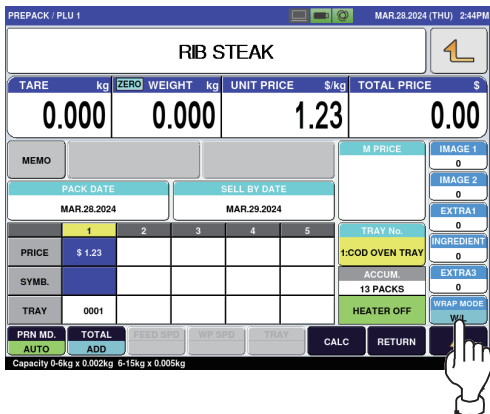 PREPACK / PLU 1 MAR.28.2024 (THU) 2:44PM
RIB STEAK
TARE kg ZERO WEIGHT kg UNIT PRICE $/kg TOTAL PRICE $
0.000 0.000 1.23 0.00
MEMO M PRICE IMAGE 1
0
IMAGE 2
0
PACK DATE SELL BY DATE
MAR.28.2024 MAR.29.2024
EXTRA1
0
1 2 3 4 5 TRAY No.
PRICE $ 1.23 1:COD OVEN TRAY
INGREDIENT
0
SYMB. ACCUM.
13 PACKS
EXTRA3
0
TRAY 0001 HEATER OFF
WRAP MODE
W/L
PRN MD. TOTAL FEED SPD WP SPD TRAY CALC RETURN
AUTO ADD
Capacity 0-6kg x 0.002kg 6-15kg x 0.005kg